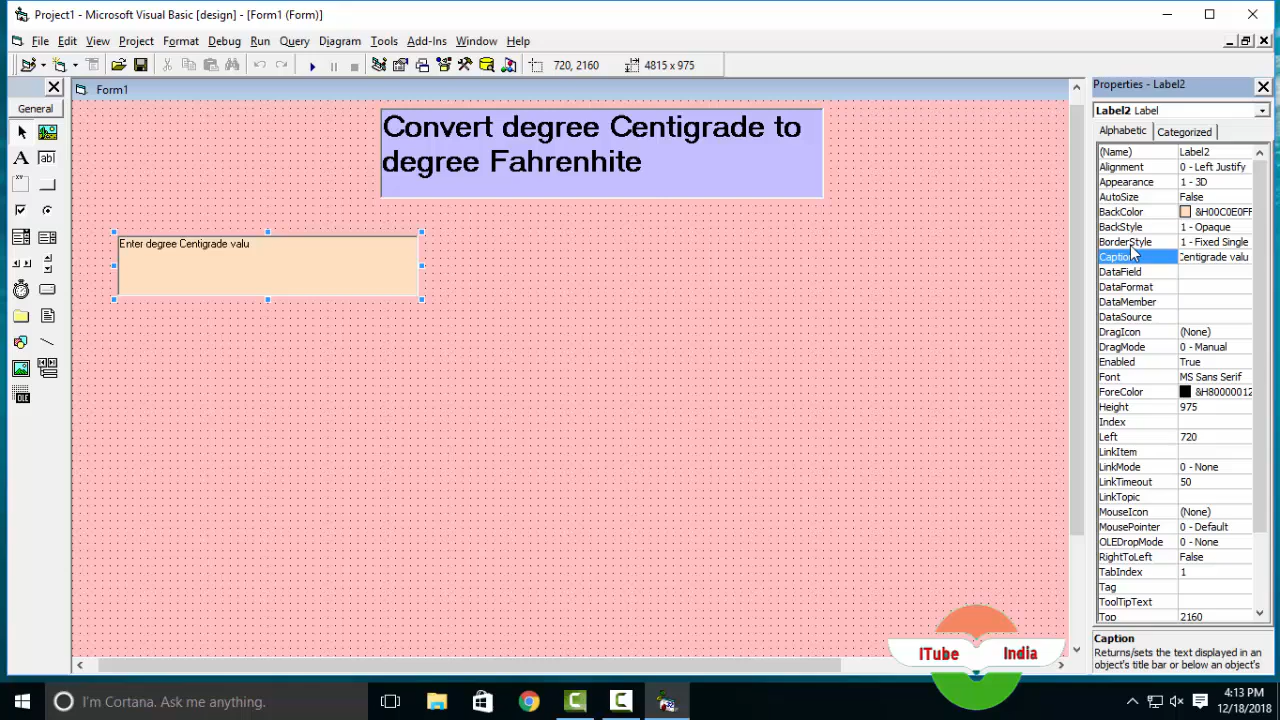 Project1 - Microsoft Visual Basic [design] - [Form1 (Form)]
File Edit View Project Format Debug Run Query Diagram Tools Add-Ins Window Help
720, 2160 4815 x 975
General
A ab|
xy
OLE
Form1
Convert degree Centigrade to
degree Fahrenhite
Enter degree Centigrade valu
Properties - Label2
Label2 Label
Alphabetic Categorized
(Name) Label2
Alignment 0 - Left Justify
Appearance 1 - 3D
AutoSize False
BackColor &H00C0E0FF
BackStyle 1 - Opaque
BorderStyle 1 - Fixed Single
Caption Centigrade valu
DataField
DataFormat
DataMember
DataSource
DragIcon (None)
DragMode 0 - Manual
Enabled True
Font MS Sans Serif
ForeColor &H80000012
Height 975
Index
Left 720
LinkItem
LinkMode 0 - None
LinkTimeout 50
LinkTopic
MouseIcon (None)
MousePointer 0 - Default
OLEDropMode 0 - None
RightToLeft False
TabIndex 1
Tag
ToolTipText
Top 2160
Caption
Returns/sets the text displayed in
an object's title bar or below an object's
ITube India
I'm Cortana. Ask me anything.
4:13 PM
12/18/2018